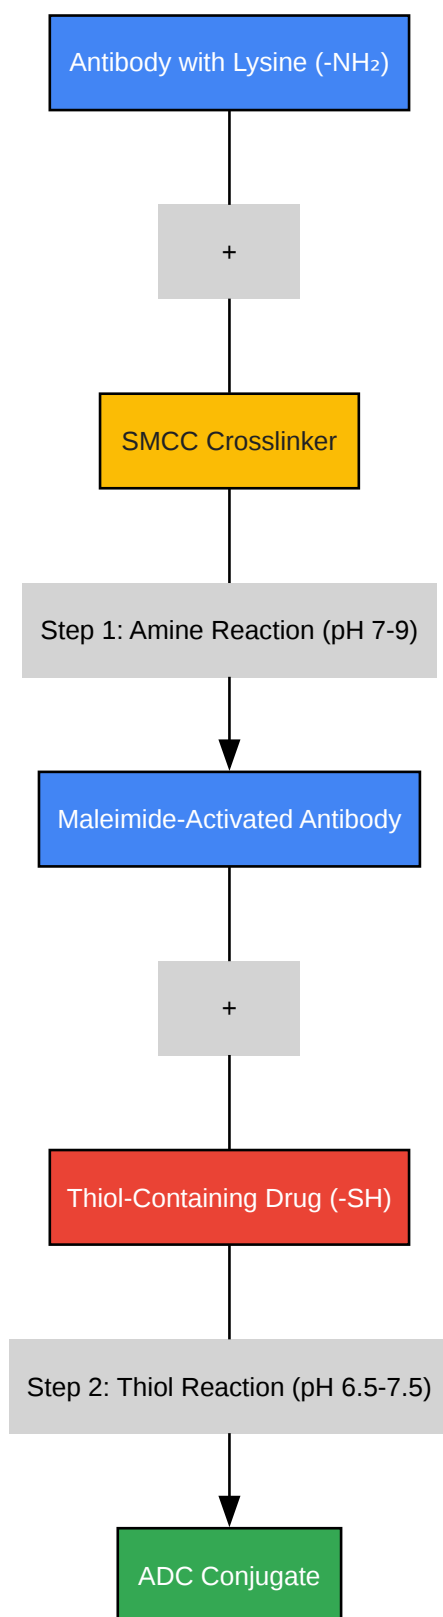 Antibody with Lysine (-NH₂)
+
SMCC Crosslinker
Step 1: Amine Reaction (pH 7-9)
Maleimide-Activated Antibody
+
Thiol-Containing Drug (-SH)
Step 2: Thiol Reaction (pH 6.5-7.5)
ADC Conjugate